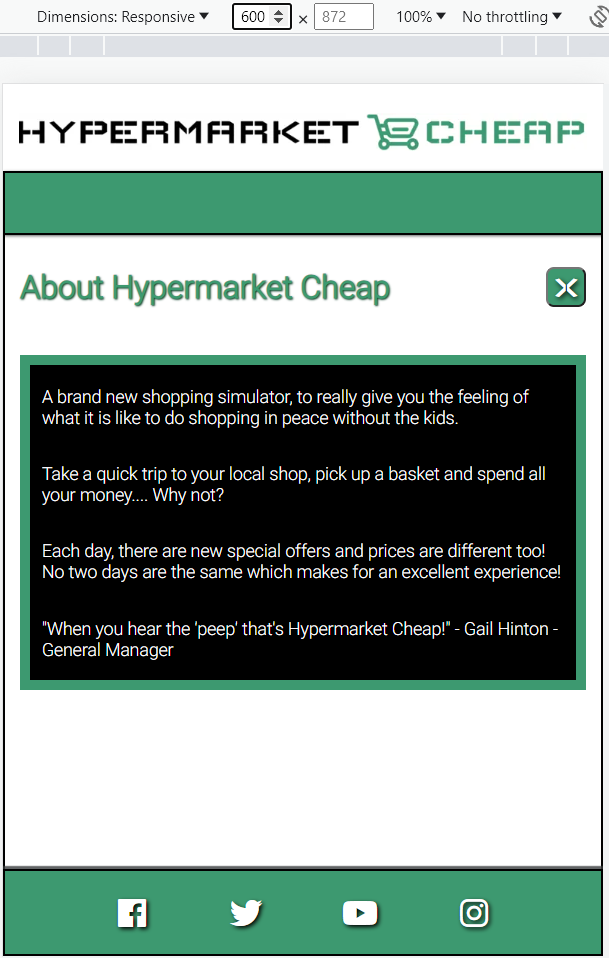 Dimensions: Responsive 600 × 872 100% No throttling
HYPERMARKET CHEAP
About Hypermarket Cheap
A brand new shopping simulator, to really give you the feeling of
what it is like to do shopping in peace without the kids.
Take a quick trip to your local shop, pick up a basket and spend all
your money.... Why not?
Each day, there are new special offers and prices are different too!
No two days are the same which makes for an excellent experience!
"When you hear the 'peep' that's Hypermarket Cheap!" - Gail Hinton -
General Manager